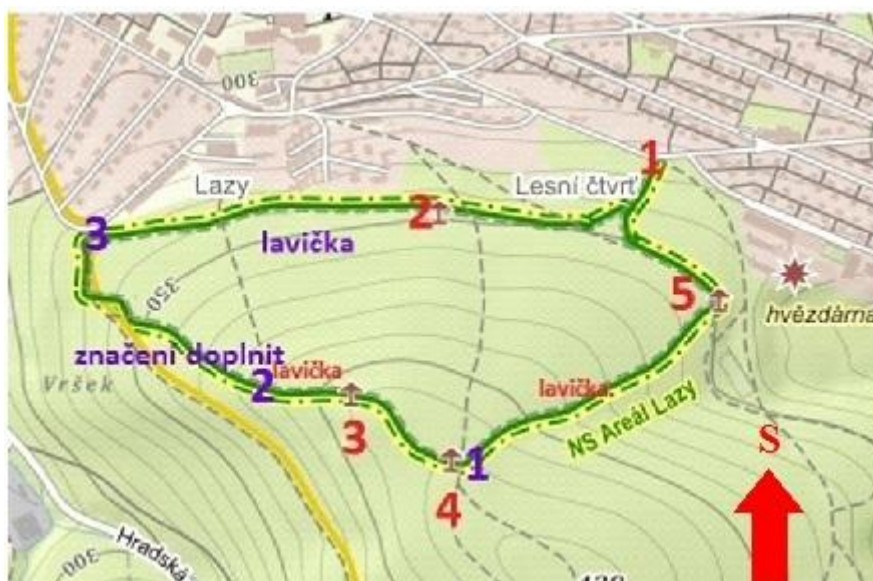 300
1
Lazy
Lesní čtvrť
2
3
lavička
5
hvězdárna
350
značení doplnit
Vršek
2
lavička
lavička
3
NS Areál Lazy
1
4
S
Hradská
300